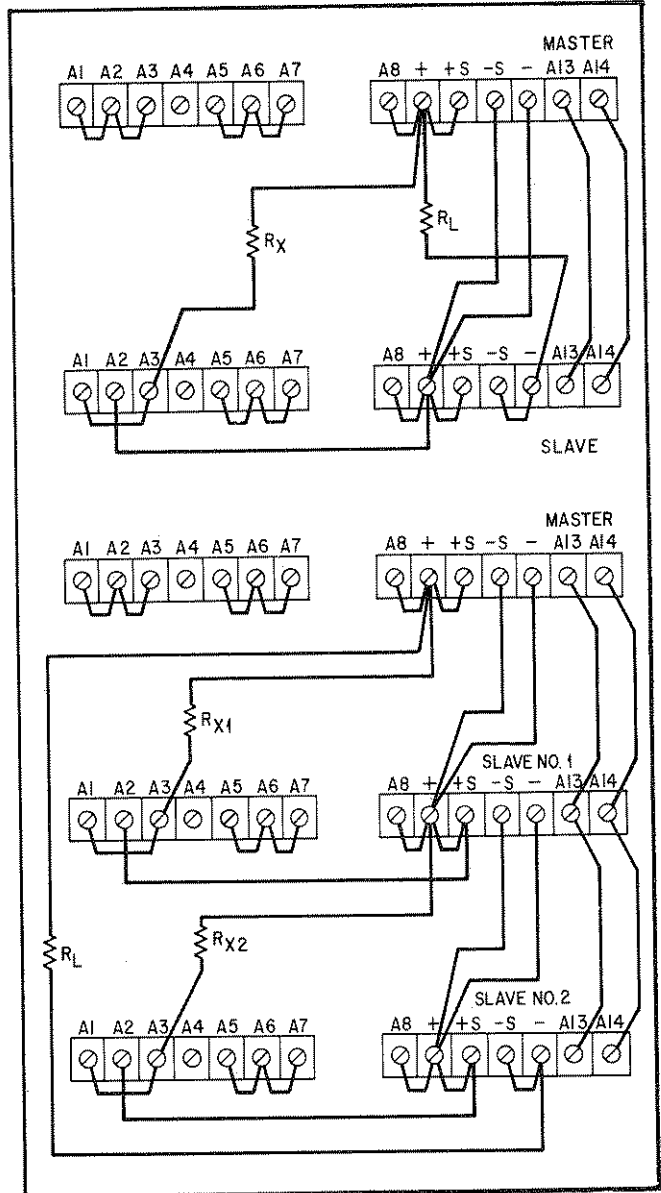 MASTER
A1 A2 A3 A4 A5 A6 A7 A8 + +S -S - A13 A14
RX
RL
A1 A2 A3 A4 A5 A6 A7 A8 + +S -S - A13 A14
SLAVE
MASTER
A1 A2 A3 A4 A5 A6 A7 A8 + +S -S - A13 A14
RX1
SLAVE NO. 1
A1 A2 A3 A4 A5 A6 A7 A8 + +S -S - A13 A14
RX2
RL
SLAVE NO. 2
A1 A2 A3 A4 A5 A6 A7 A8 + +S -S - A13 A14